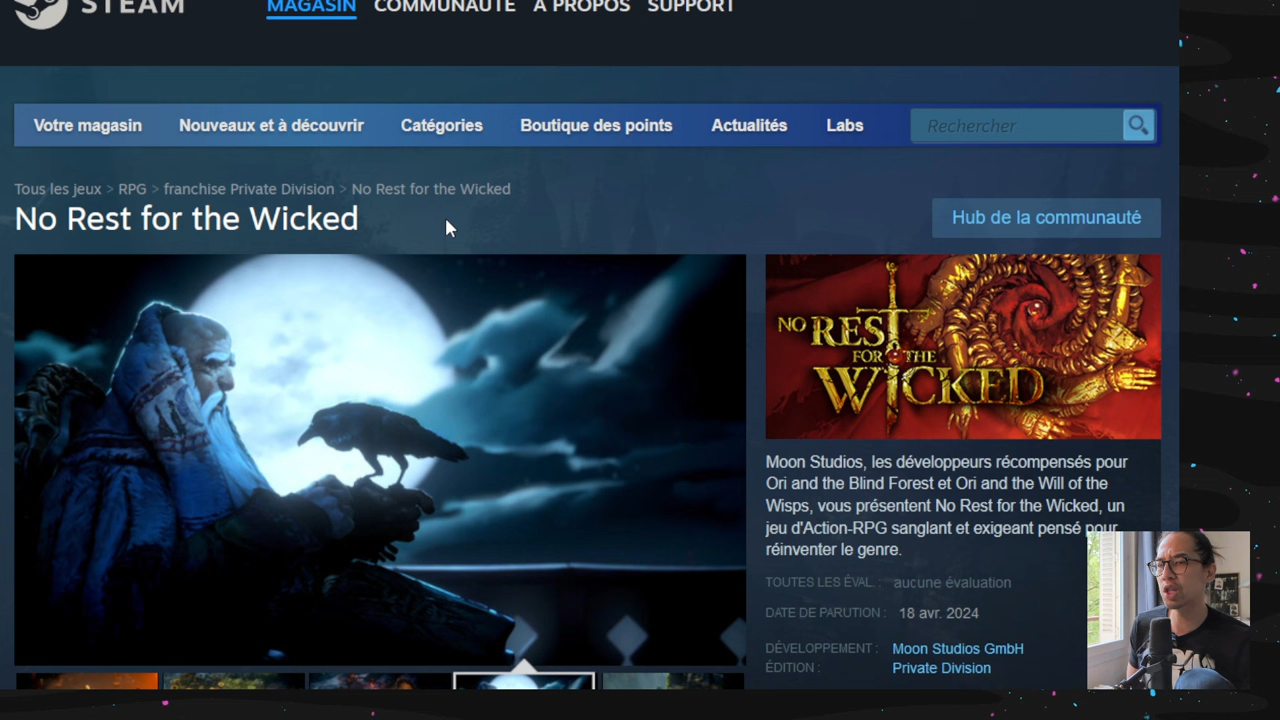 STEAM
MAGASIN COMMUNAUTÉ À PROPOS SUPPORT
Votre magasin Nouveaux et à découvrir Catégories Boutique des points Actualités Labs Rechercher
Tous les jeux > RPG > franchise Private Division > No Rest for the Wicked
No Rest for the Wicked
Hub de la communauté
NO REST
FOR THE
WICKED
Moon Studios, les développeurs récompensés pour
Ori and the Blind Forest et Ori and the Will of the
Wisps, vous présentent No Rest for the Wicked, un
jeu d'Action-RPG sanglant et exigeant pensé pour
réinventer le genre.
TOUTES LES ÉVAL. : aucune évaluation
DATE DE PARUTION : 18 avr. 2024
DÉVELOPPEMENT : Moon Studios GmbH
ÉDITION : Private Division